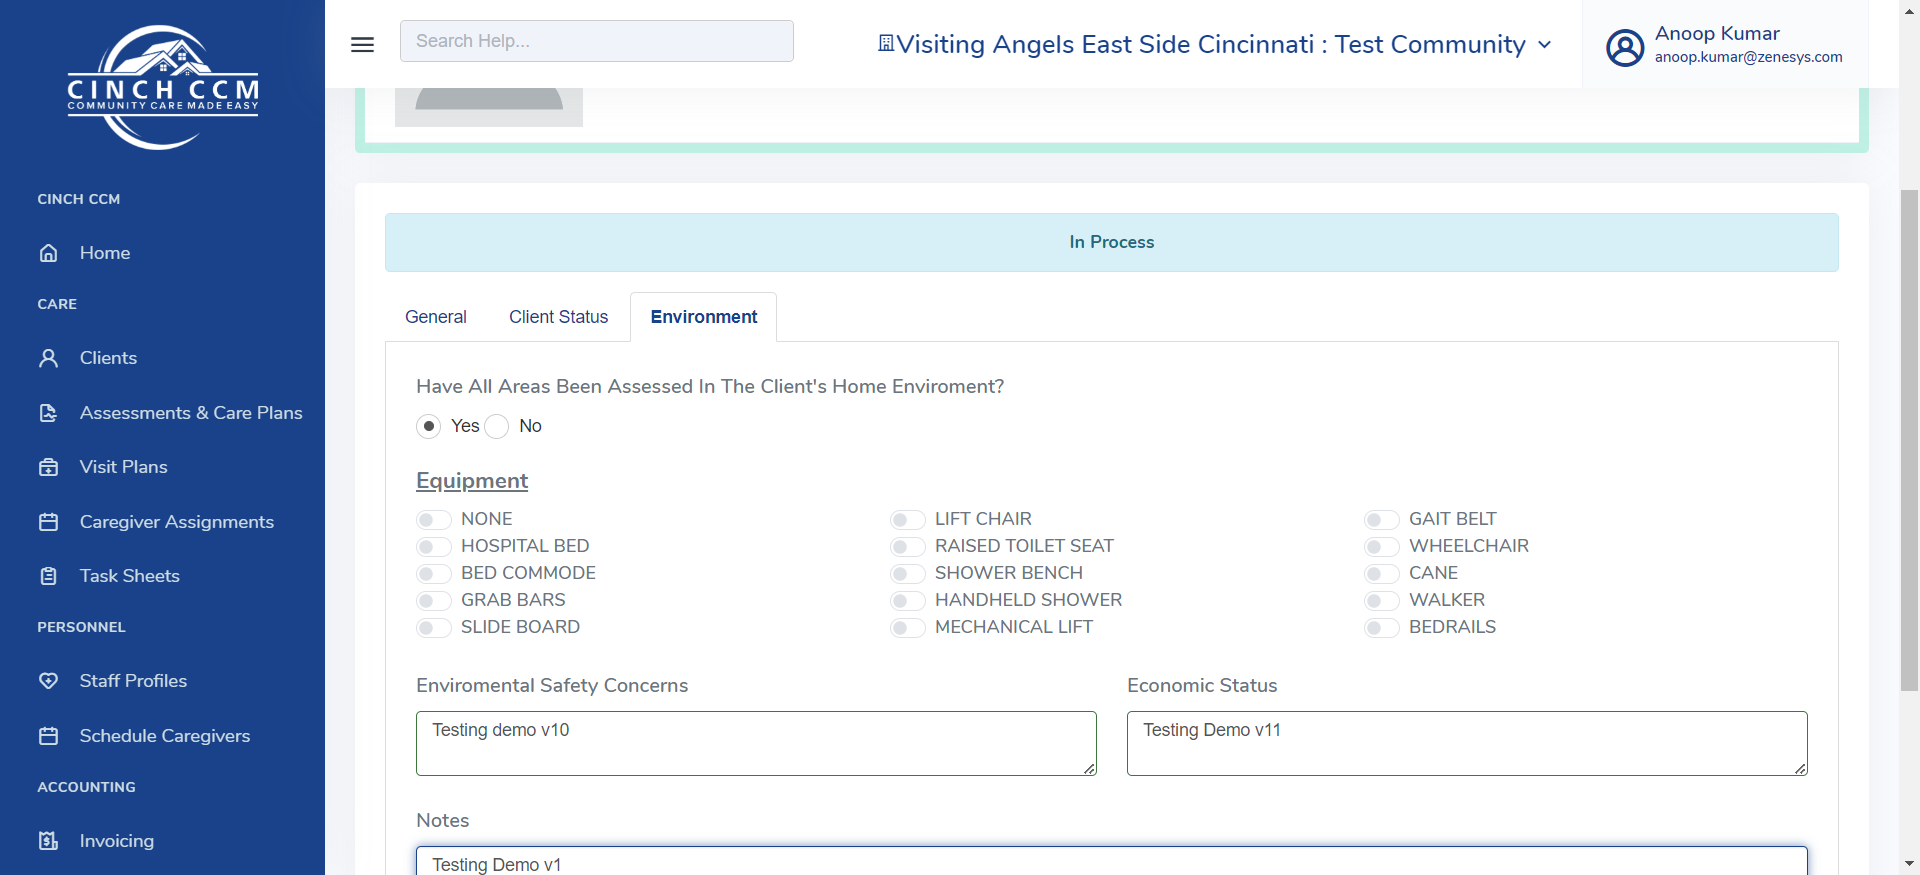 CINCH CCM
COMMUNITY CARE MADE EASY
Search Help...
Visiting Angels East Side Cincinnati : Test Community
Anoop Kumar
anoop.kumar@zenesys.com
CINCH CCM
Home
CARE
Clients
Assessments & Care Plans
Visit Plans
Caregiver Assignments
Task Sheets
PERSONNEL
Staff Profiles
Schedule Caregivers
ACCOUNTING
Invoicing
In Process
General
Client Status
Environment
Have All Areas Been Assessed In The Client's Home Enviroment?
Yes
No
Equipment
NONE
LIFT CHAIR
GAIT BELT
HOSPITAL BED
RAISED TOILET SEAT
WHEELCHAIR
BED COMMODE
SHOWER BENCH
CANE
GRAB BARS
HANDHELD SHOWER
WALKER
SLIDE BOARD
MECHANICAL LIFT
BEDRAILS
Enviromental Safety Concerns
Testing demo v10
Economic Status
Testing Demo v11
Notes
Testing Demo v1